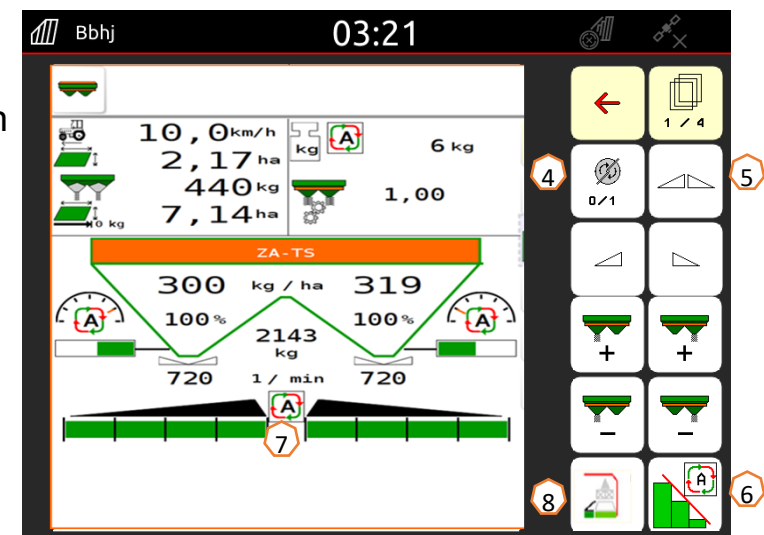 Bbhj
03:21
n
1 / 4
10,0km/h
2,17ha
440kg
7,14ha
0 kg
kg
A
6 kg
1,00
4
0/1
5
ZA-TS
300 kg / ha 319
A
100%
100%
A
2143
kg
720 1 / min 720
A
7
+
+
−
−
8
A
6